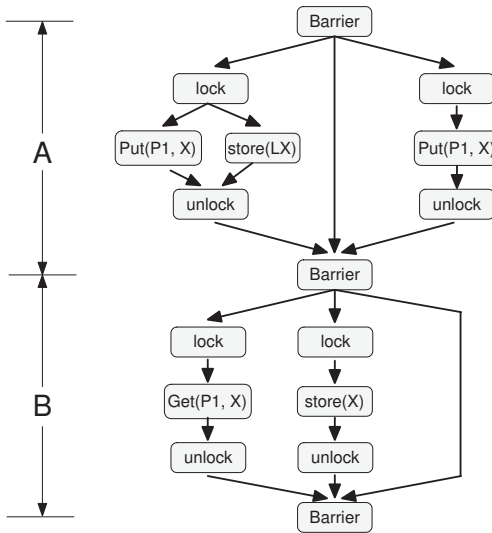 Barrier
lock
lock
Put(P1, X)
store(LX)
Put(P1, X)
A
unlock
unlock
Barrier
lock
lock
Get(P1, X)
store(X)
B
unlock
unlock
Barrier